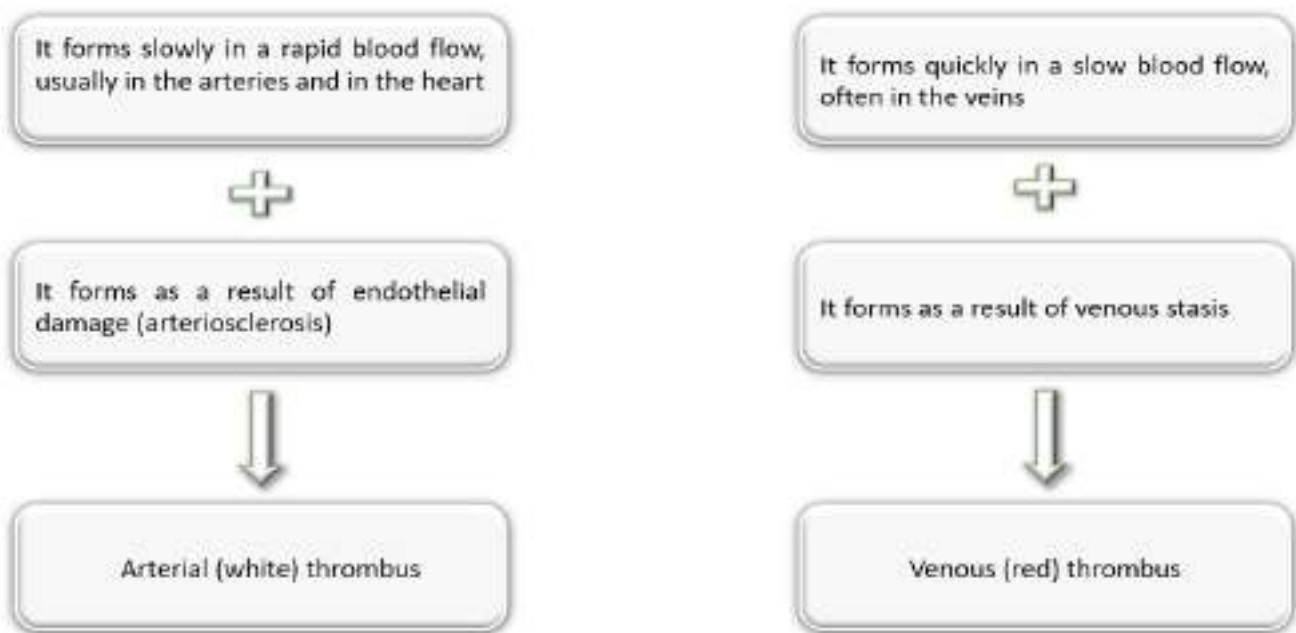 It forms slowly in a rapid blood flow,
usually in the arteries and in the heart
It forms as a result of endothelial
damage (arteriosclerosis)
Arterial (white) thrombus
It forms quickly in a slow blood flow,
often in the veins
It forms as a result of venous stasis
Venous (red) thrombus